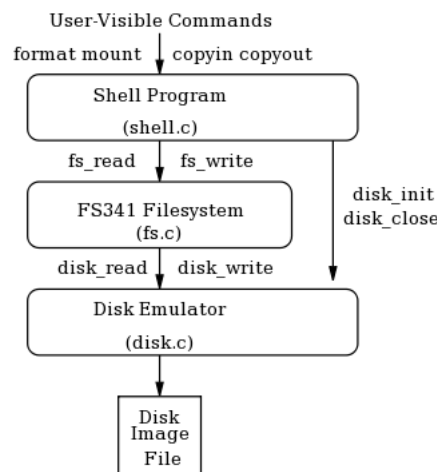 User-Visible Commands
format mount copyin copyout
Shell Program
(shell.c)
fs_read fs_write
disk_init
disk_close
FS341 Filesystem
(fs.c)
disk_read disk_write
Disk Emulator
(disk.c)
Disk
Image
File